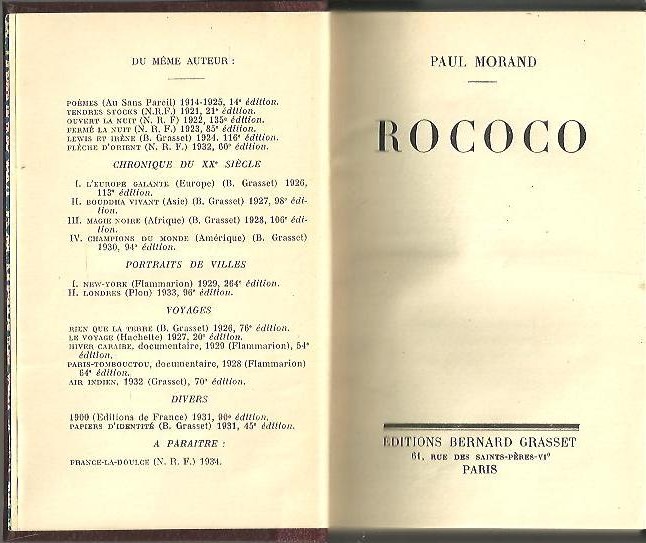 DU MÊME AUTEUR :
POÈMES (Au Sans Pareil) 1914-1925, 14e édition.
TENDRES STOCKS (N.R.F.) 1921, 21e édition.
OUVERT LA NUIT (N. R. F) 1922, 135e édition.
FERMÉ LA NUIT (N. R. F.) 1923, 85e édition.
LEWIS ET IRÈNE (B. Grasset) 1924, 116e édition.
FLÈCHE D'ORIENT (N. R. F.) 1932, 60e édition.
CHRONIQUE DU XXe SIÈCLE
I. L'EUROPE GALANTE (Europe) (B. Grasset) 1926,
113e édition.
II. BOUDDHA VIVANT (Asie) (B. Grasset) 1927, 98e édi-
tion.
III. MAGIE NOIRE (Afrique) (B. Grasset) 1928, 106e édi-
tion.
IV. CHAMPIONS DU MONDE (Amérique) (B. Grasset)
1930, 94e édition.
PORTRAITS DE VILLES
I. NEW-YORK (Flammarion) 1929, 264e édition.
II. LONDRES (Plon) 1933, 96e édition.
VOYAGES
RIEN QUE LA TERRE (B. Grasset) 1926, 76e édition.
LE VOYAGE (Hachette) 1927, 20e édition.
HIVER CARAIBE, documentaire, 1929 (Flammarion), 54e
édition.
PARIS-TOMBOUCTOU, documentaire, 1928 (Flammarion)
64e édition.
AIR INDIEN, 1932 (Grasset), 70e édition.
DIVERS
1900 (Editions de France) 1931, 90e édition.
PAPIERS D'IDENTITÉ (B. Grasset) 1931, 45e édition.
A PARAITRE :
FRANCE-LA-DOULCE (N. R. F.) 1934.
PAUL MORAND
ROCOCO
ÉDITIONS BERNARD GRASSET
61, RUE DES SAINTS-PÈRES-VIe
PARIS